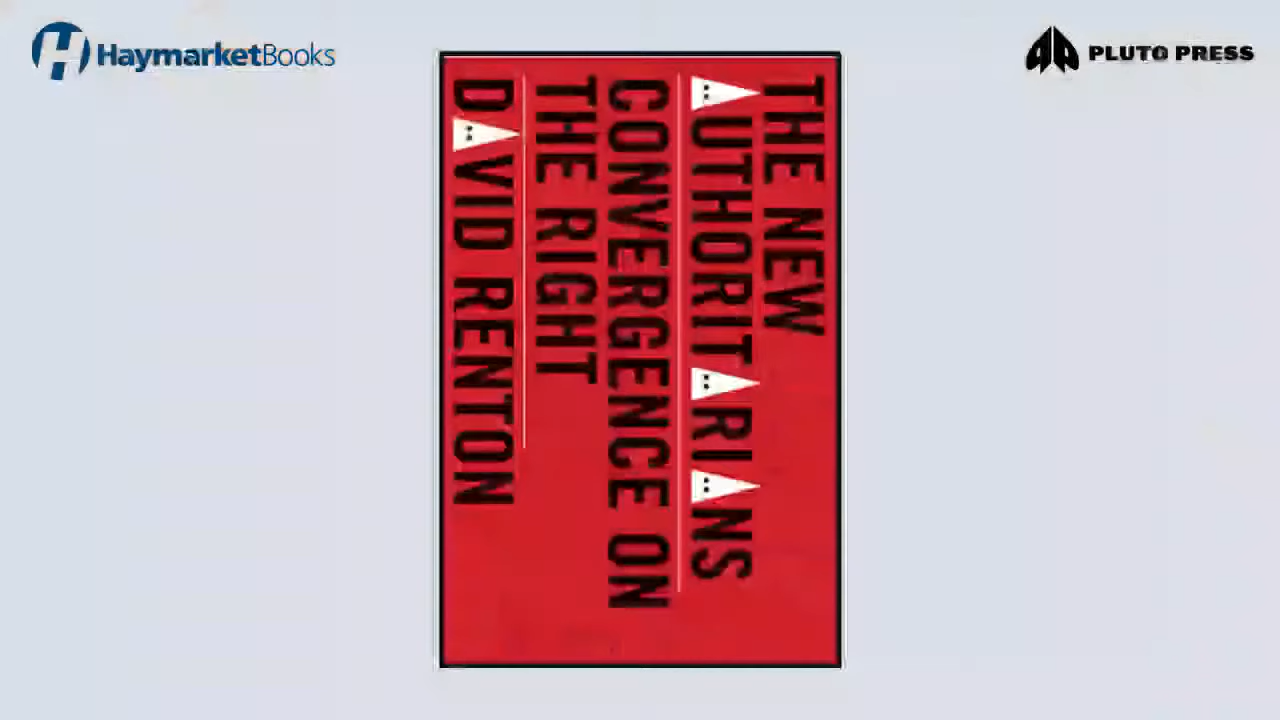 HaymarketBooks
PLUTO PRESS
THE NEW
AUTHORITARIANS
CONVERGENCE ON
THE RIGHT
DAVID RENTON